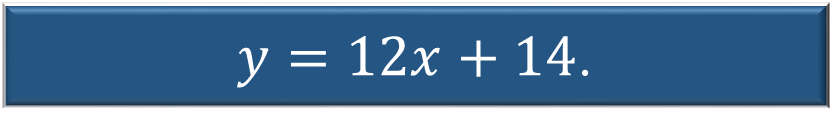 y = 12x + 14.